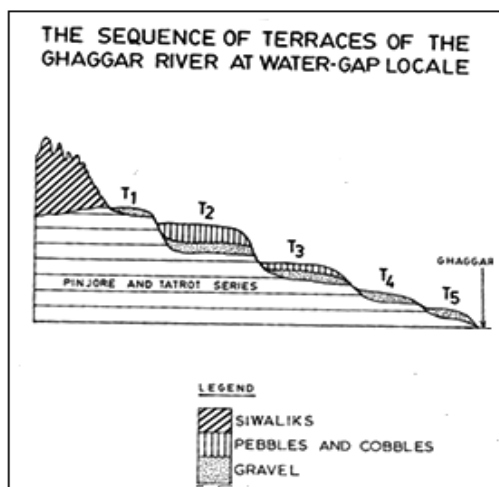 THE SEQUENCE OF TERRACES OF THE
GHAGGAR RIVER AT WATER-GAP LOCALE
T1
T2
T3
T4
T5
GHAGGAR
PINJORE AND TATROT SERIES
LEGEND
SIWALIKS
PEBBLES AND COBBLES
GRAVEL